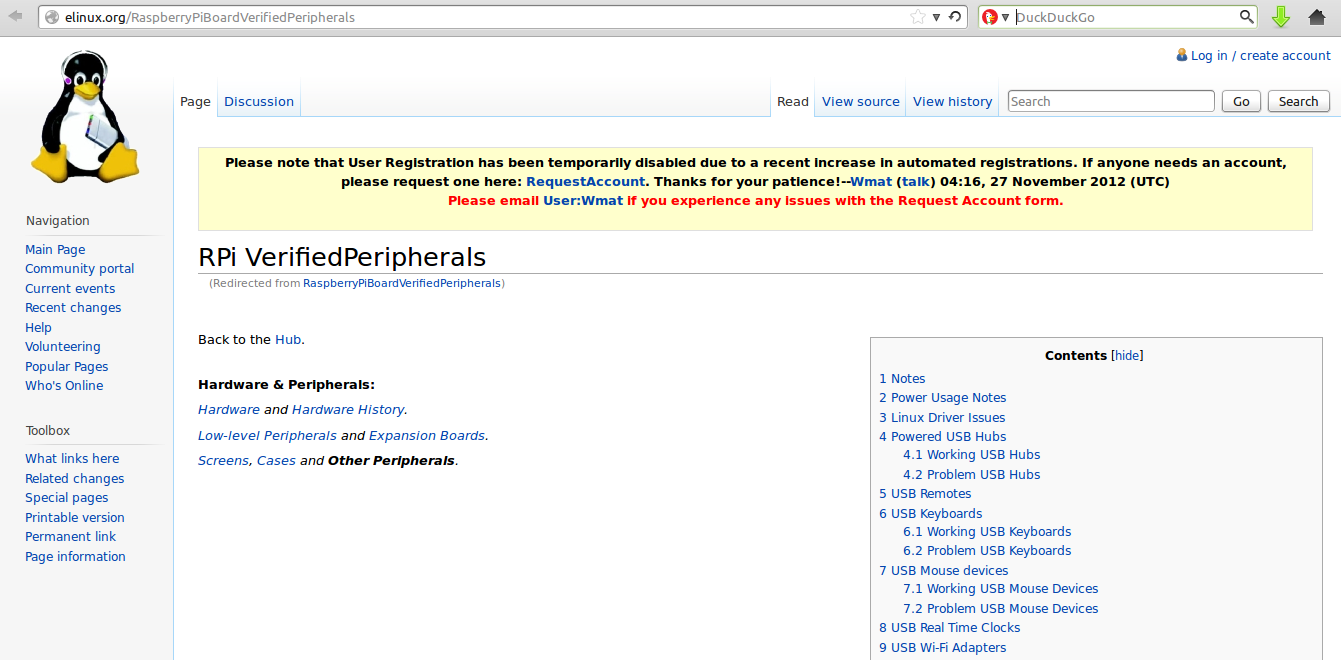 elinux.org/RaspberryPiBoardVerifiedPeripherals
DuckDuckGo
Log in / create account
Page Discussion
Read View source View history
Search
Go
Search
Please note that User Registration has been temporarily disabled due to a recent increase in automated registrations. If anyone needs an account,
please request one here: RequestAccount. Thanks for your patience!--Wmat (talk) 04:16, 27 November 2012 (UTC)
Please email User:Wmat if you experience any issues with the Request Account form.
Navigation
Main Page
Community portal
Current events
Recent changes
Help
Volunteering
Popular Pages
Who's Online
Toolbox
What links here
Related changes
Special pages
Printable version
Permanent link
Page information
RPi VerifiedPeripherals
(Redirected from RaspberryPiBoardVerifiedPeripherals)
Back to the Hub.
Hardware & Peripherals:
Hardware and Hardware History.
Low-level Peripherals and Expansion Boards.
Screens, Cases and Other Peripherals.
Contents [hide]
1 Notes
2 Power Usage Notes
3 Linux Driver Issues
4 Powered USB Hubs
4.1 Working USB Hubs
4.2 Problem USB Hubs
5 USB Remotes
6 USB Keyboards
6.1 Working USB Keyboards
6.2 Problem USB Keyboards
7 USB Mouse devices
7.1 Working USB Mouse Devices
7.2 Problem USB Mouse Devices
8 USB Real Time Clocks
9 USB Wi-Fi Adapters